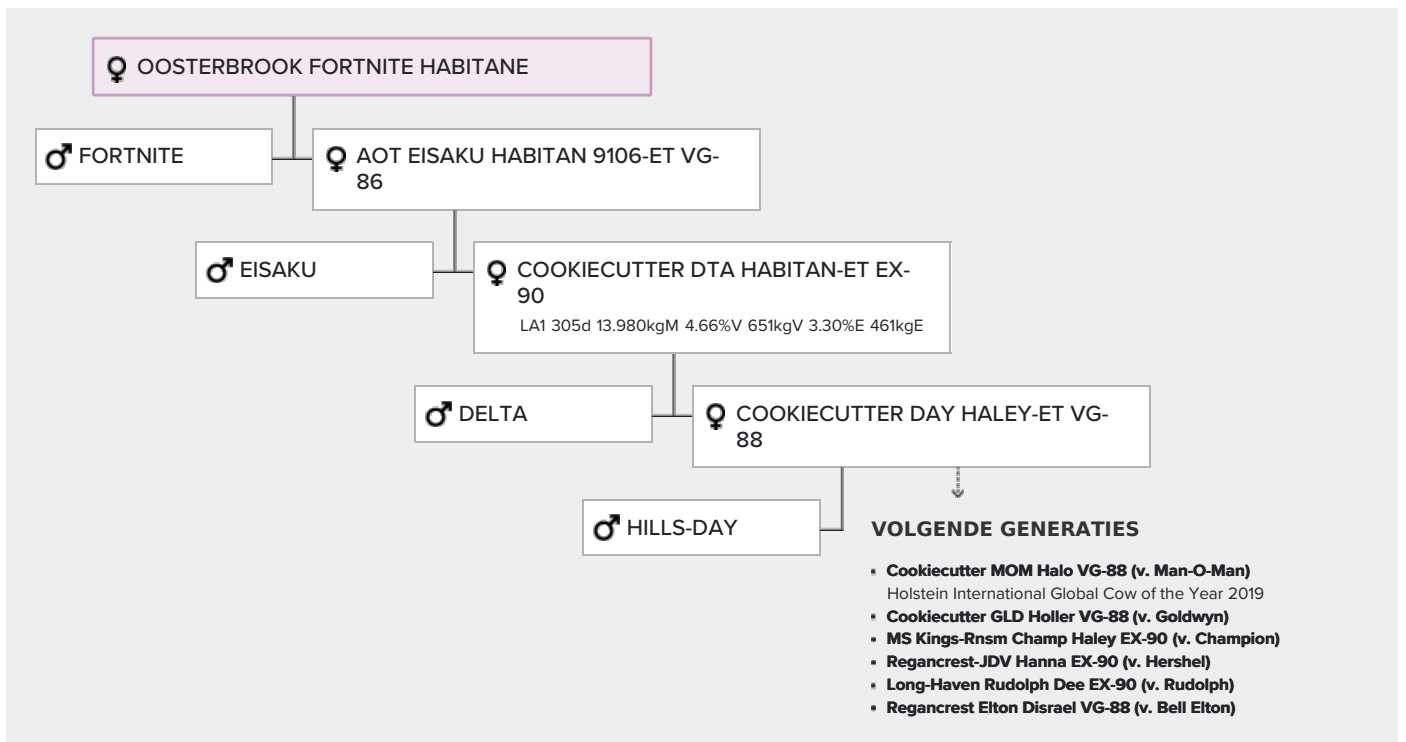 OOSTERBROOK FORTNITE HABITANE
FORTNITE
AOT EISAKU HABITAN 9106-ET VG-
86
EISAKU
COOKIECUTTER DTA HABITAN-ET EX-
90
LA1 305d 13.980kgM 4.66%V 651kgV 3.30%E 461kgE
DELTA
COOKIECUTTER DAY HALEY-ET VG-
88
HILLS-DAY
VOLGENDE GENERATIES
Cookiecutter MOM Halo VG-88 (v. Man-O-Man)
Holstein International Global Cow of the Year 2019
Cookiecutter GLD Holler VG-88 (v. Goldwyn)
MS Kings-Rnsm Champ Haley EX-90 (v. Champion)
Regancrest-JDV Hanna EX-90 (v. Hershel)
Long-Haven Rudolph Dee EX-90 (v. Rudolph)
Regancrest Elton Disrael VG-88 (v. Bell Elton)